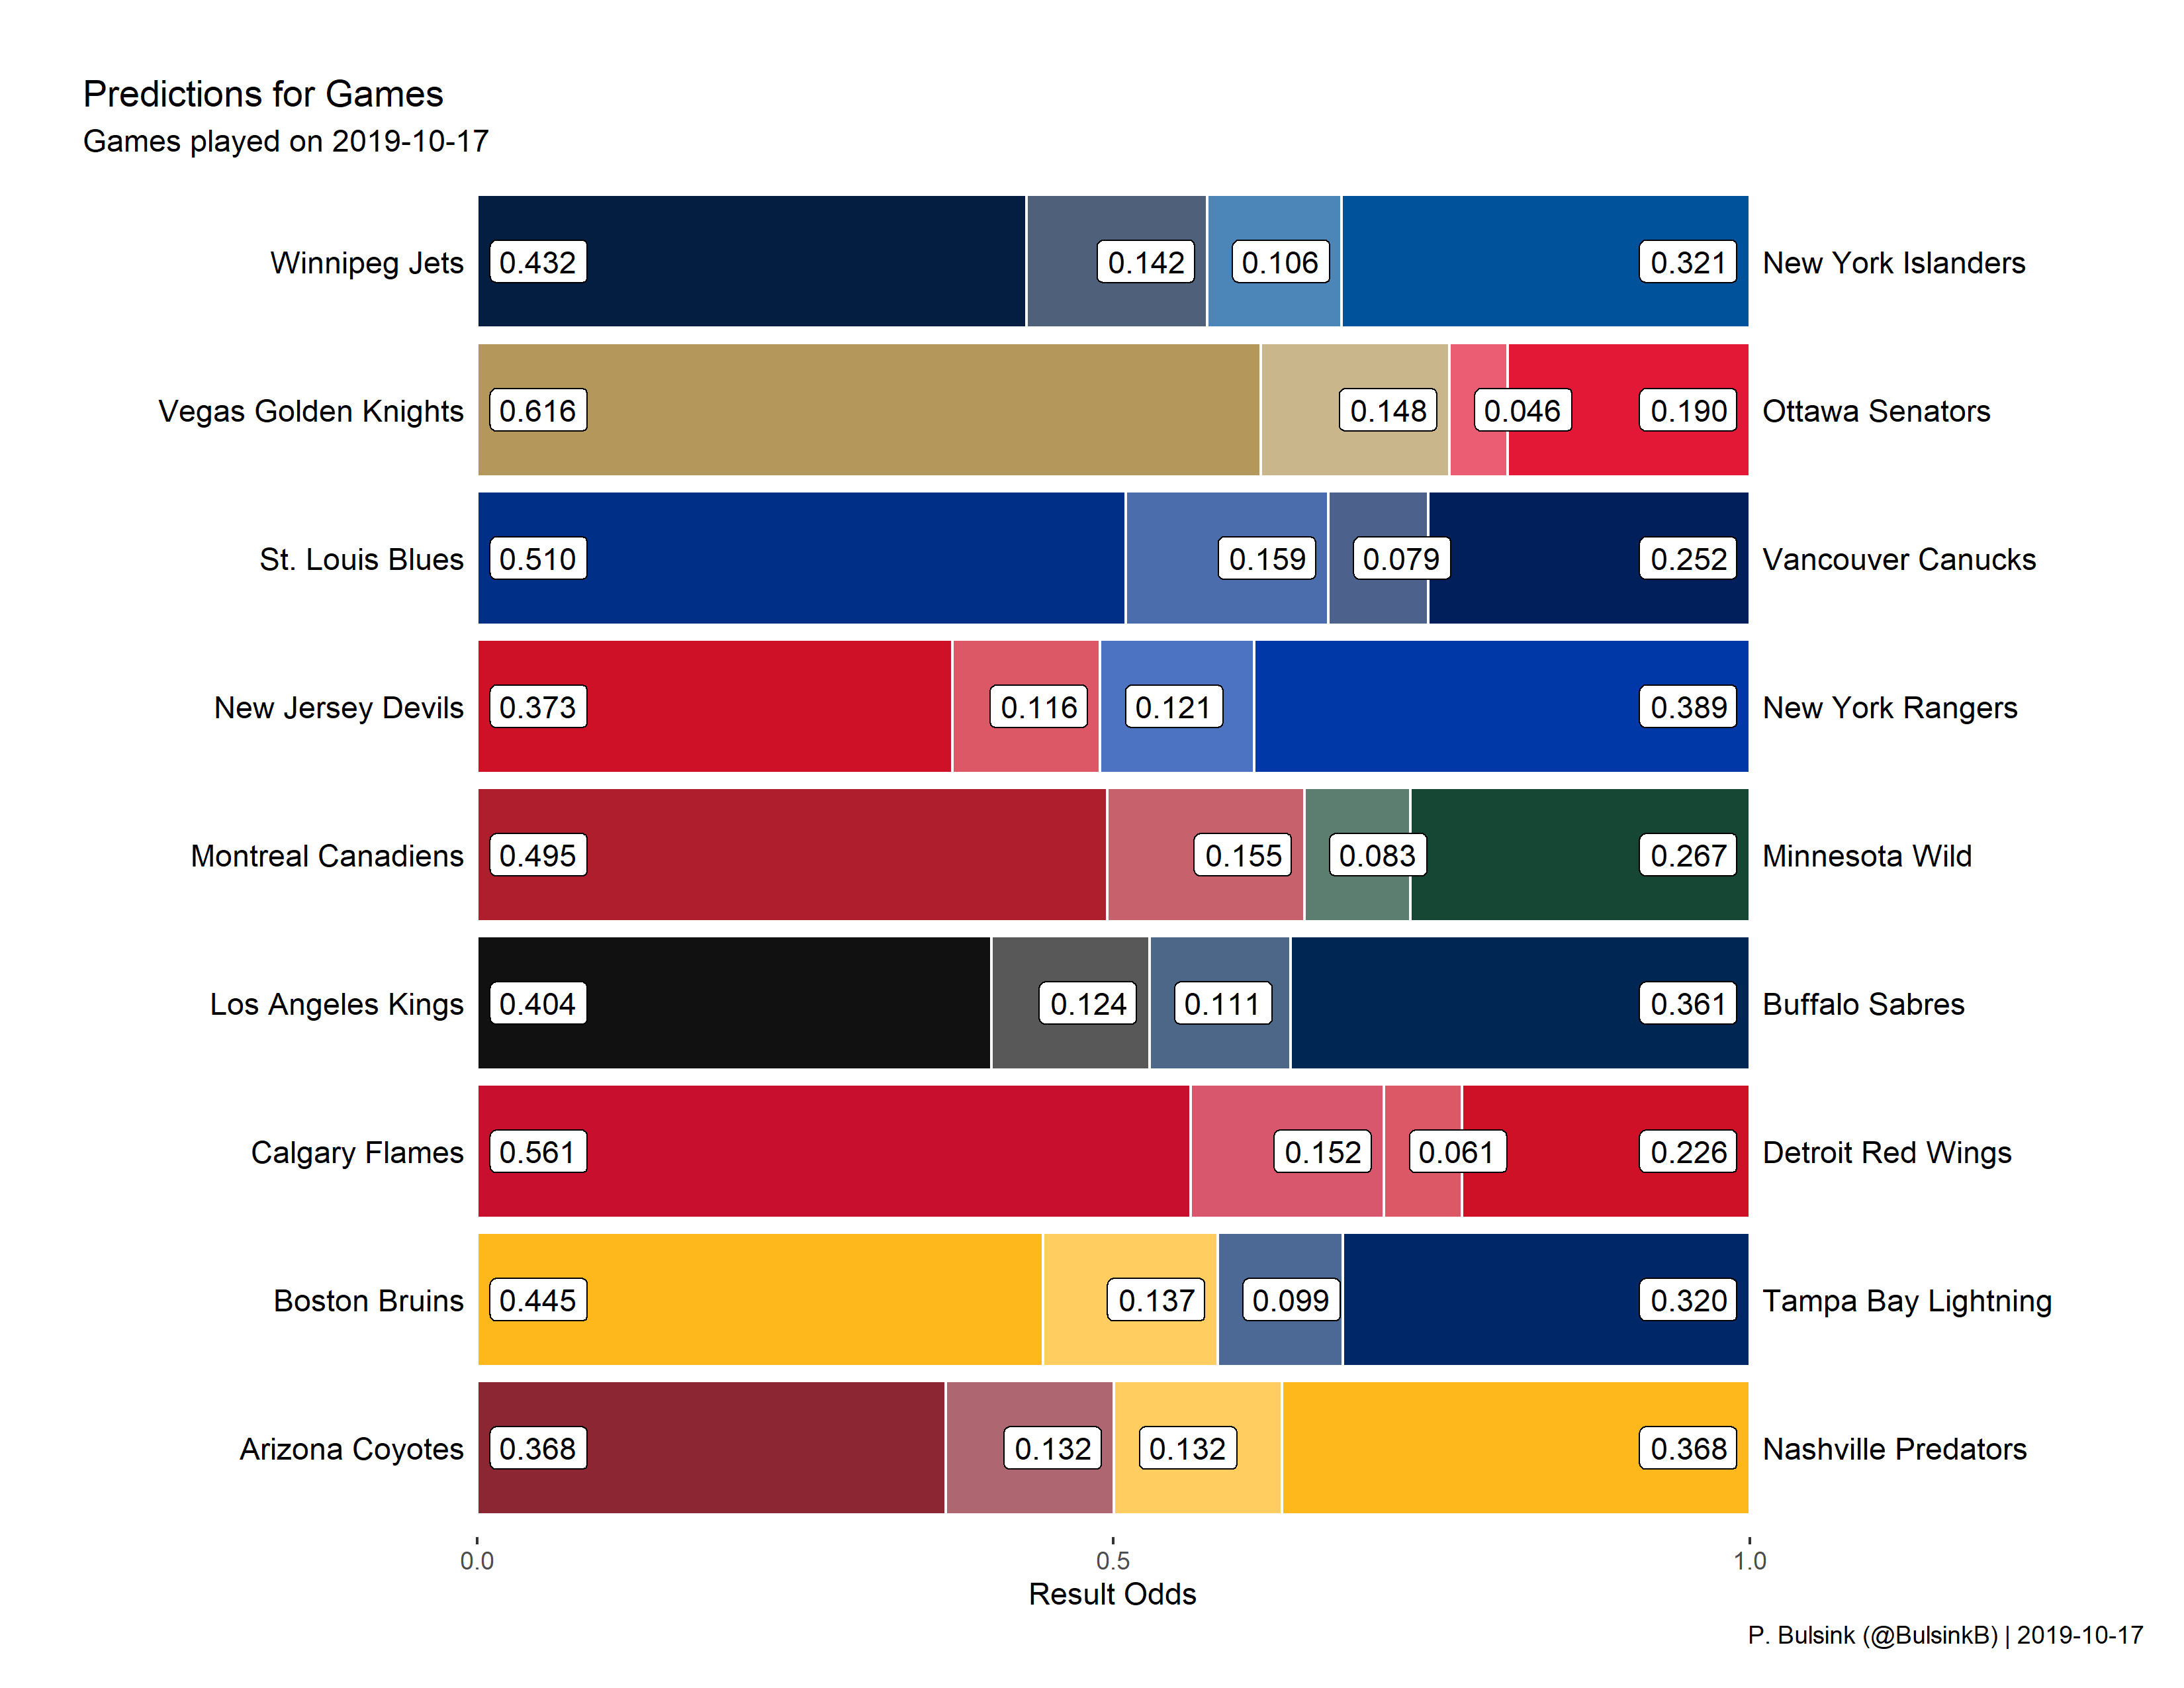 Predictions for Games
Games played on 2019-10-17
Winnipeg Jets 0.432 0.142 0.106 0.321 New York Islanders
Vegas Golden Knights 0.616 0.148 0.046 0.190 Ottawa Senators
St. Louis Blues 0.510 0.159 0.079 0.252 Vancouver Canucks
New Jersey Devils 0.373 0.116 0.121 0.389 New York Rangers
Montreal Canadiens 0.495 0.155 0.083 0.267 Minnesota Wild
Los Angeles Kings 0.404 0.124 0.111 0.361 Buffalo Sabres
Calgary Flames 0.561 0.152 0.061 0.226 Detroit Red Wings
Boston Bruins 0.445 0.137 0.099 0.320 Tampa Bay Lightning
Arizona Coyotes 0.368 0.132 0.132 0.368 Nashville Predators
0.0 0.5 1.0
Result Odds
P. Bulsink (@BulsinkB) | 2019-10-17